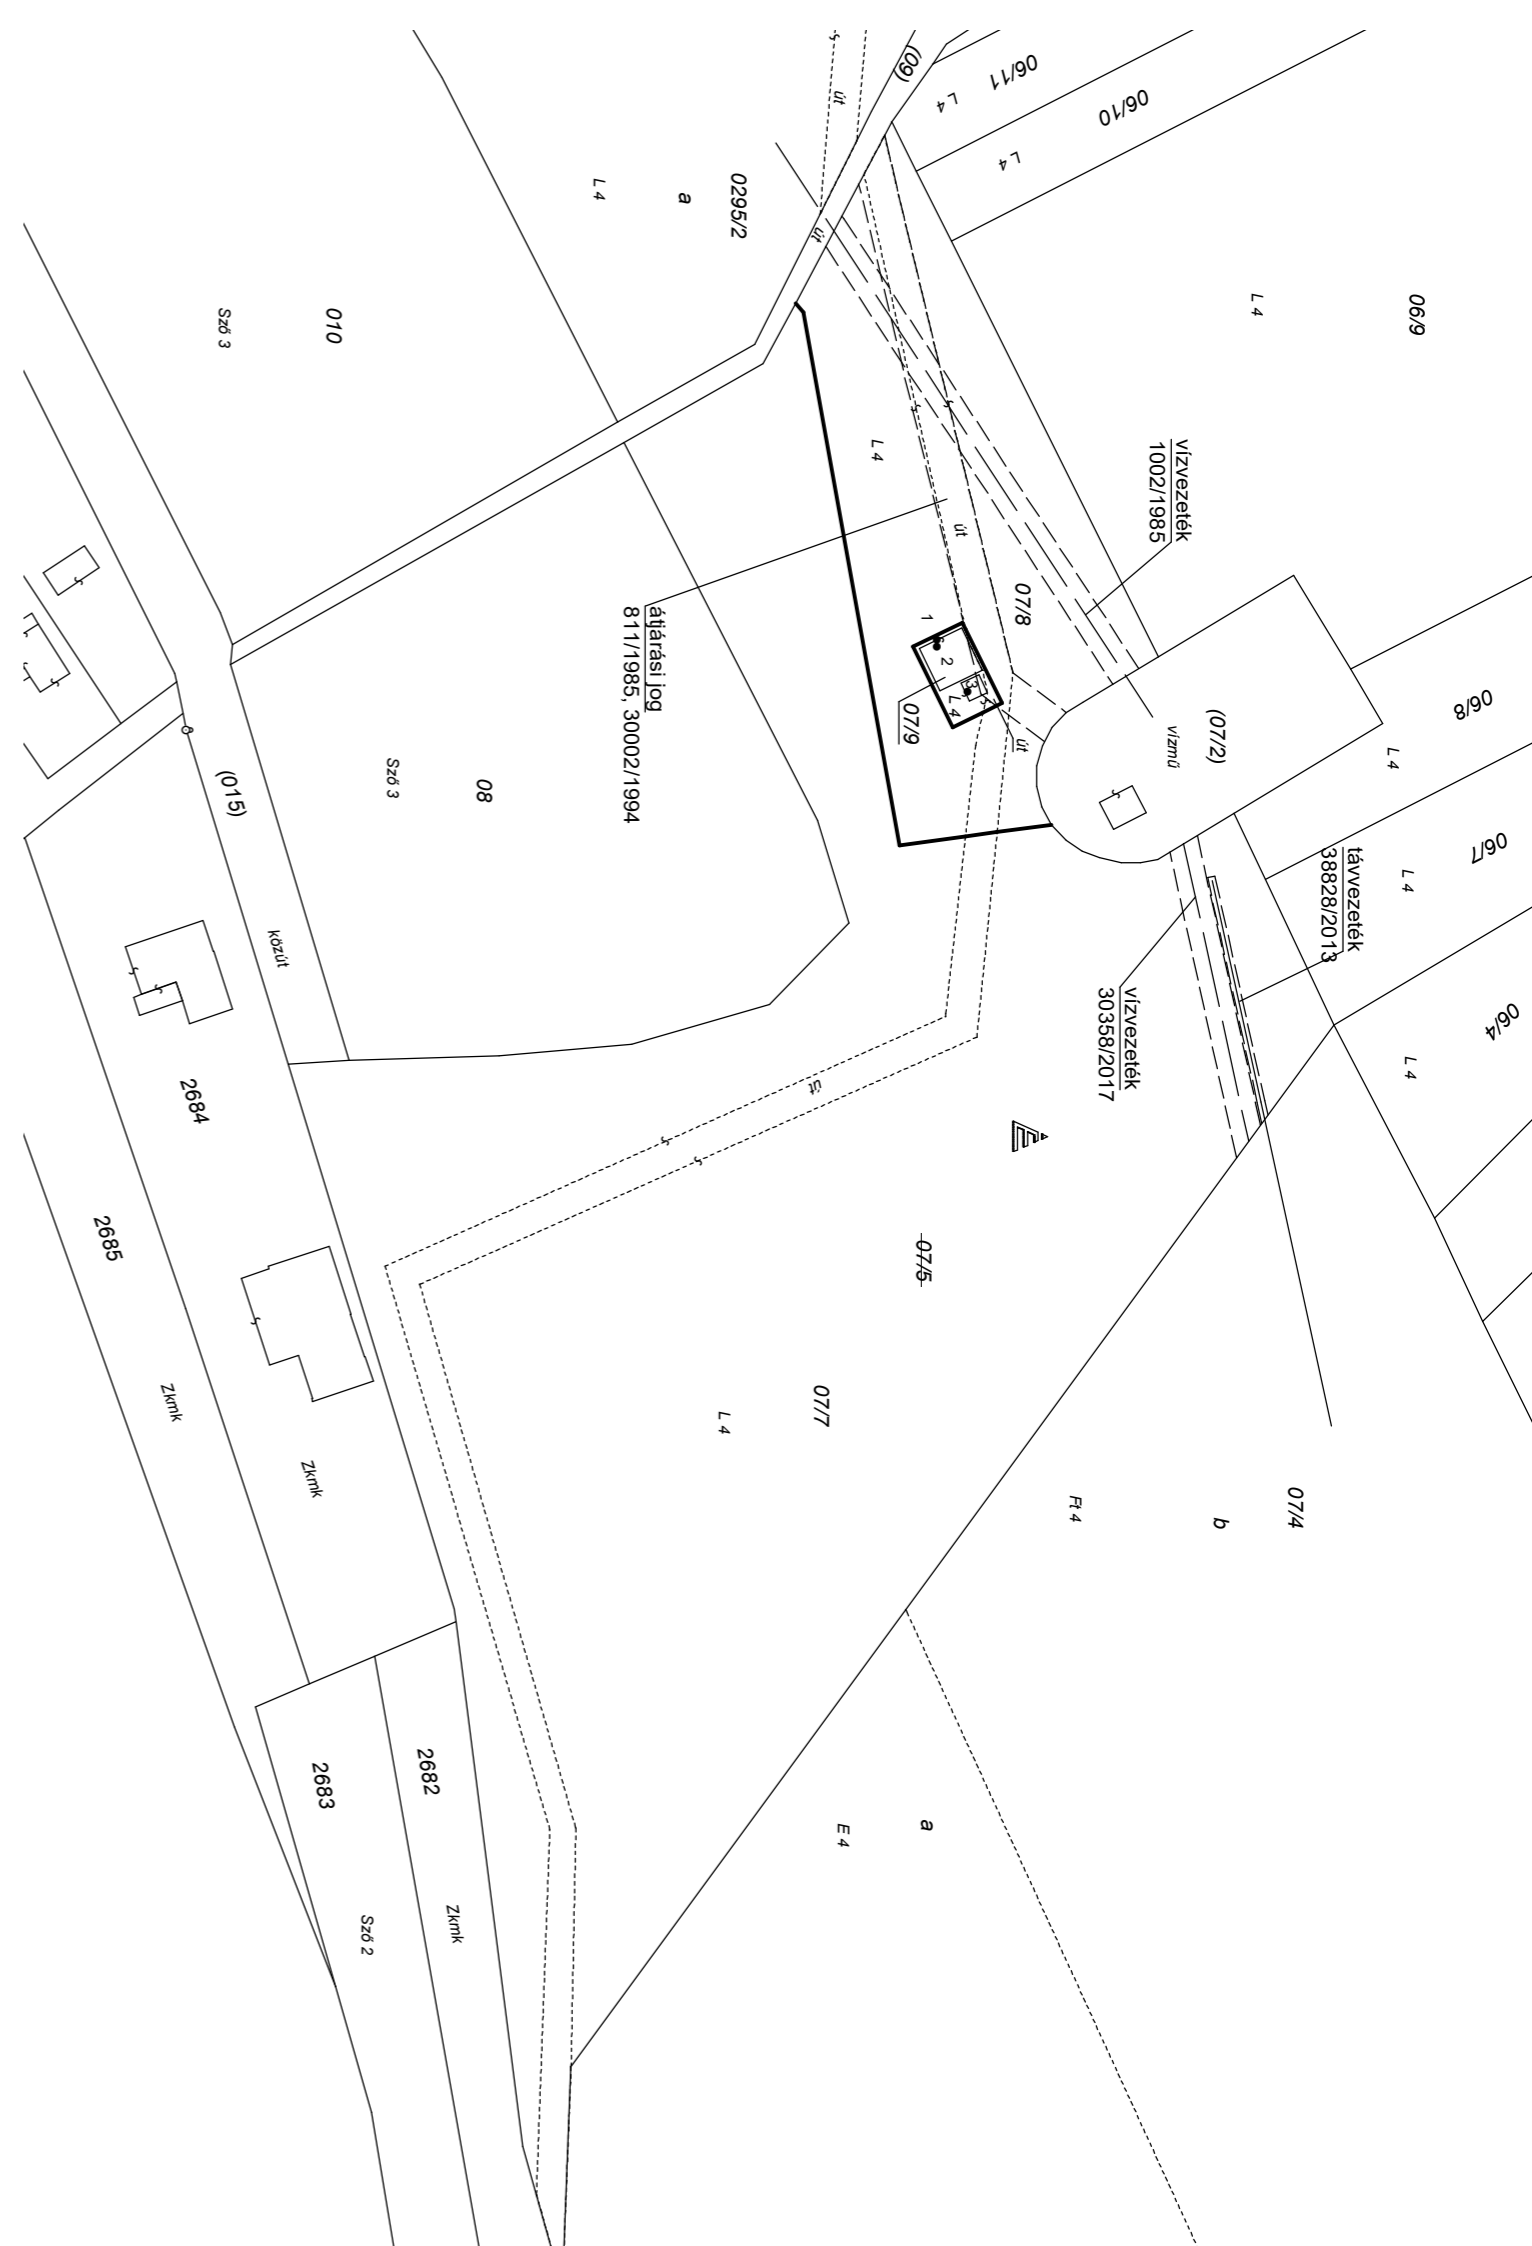 (09)
út
06/11
L 4
06/10
L 4
0295/2
a
L 4
út
010
Sző 3
06/9
L 4
L 4
vízvezeték
1002/1985
út
07/8
átjárási jog
811/1985, 30002/1994
1
2
3
L 4
07/9
út
(07/2)
vízmű
06/8
L 4
06/7
L 4
távvezeték
38828/2013
06/4
L 4
vízvezeték
30358/2017
08
Sző 3
(015)
közút
8
út
2684
2685
Zkmk
Zkmk
07/5
07/7
L 4
07/4
b
Ft 4
a
E 4
2683
2682
Sző 2
Zkmk